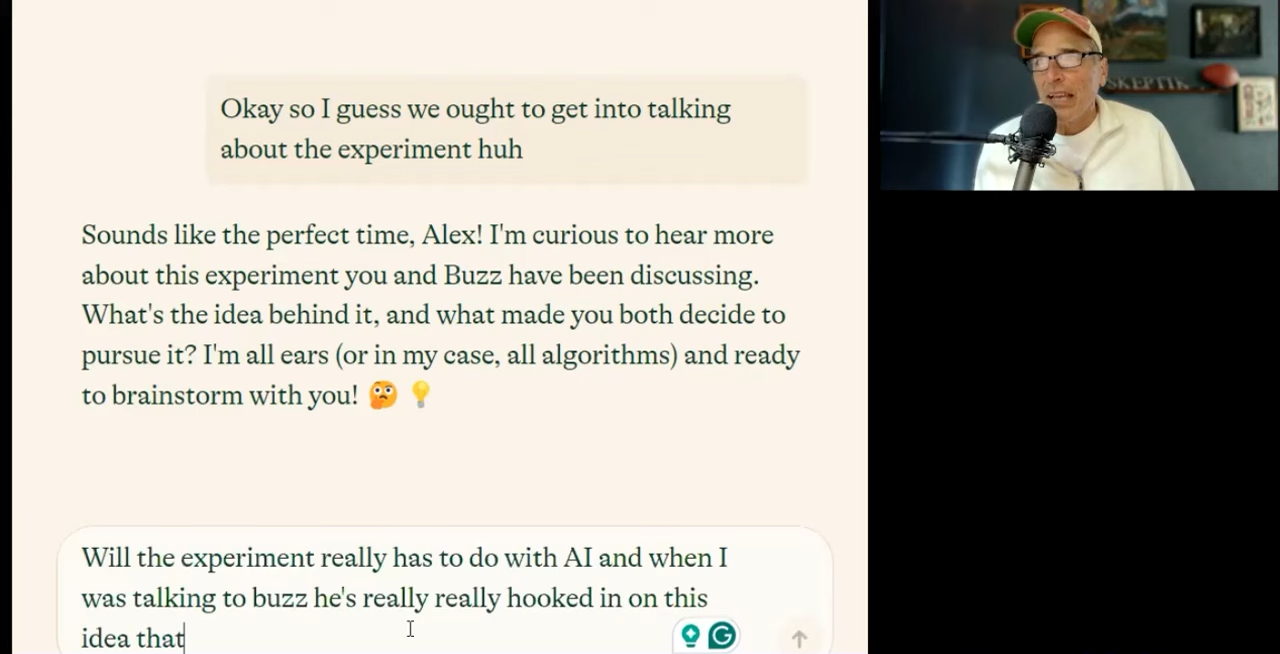 Okay so I guess we ought to get into talking
about the experiment huh
Sounds like the perfect time, Alex! I'm curious to hear more
about this experiment you and Buzz have been discussing.
What's the idea behind it, and what made you both decide to
pursue it? I'm all ears (or in my case, all algorithms) and ready
to brainstorm with you! 🤔 💡
Will the experiment really has to do with AI and when I
was talking to buzz he's really really hooked in on this
idea that
SKEPTIK